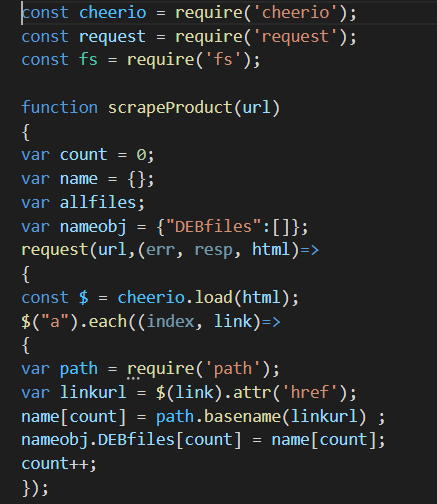 const cheerio = require('cheerio');
const request = require('request');
const fs = require('fs');
function scrapeProduct(url)
{
var count = 0;
var name = {};
var allfiles;
var nameobj = {"DEBfiles":[]};
request(url,(err, resp, html)=>
{
const $ = cheerio.load(html);
$("a").each((index, link)=>
{
var path = require('path');
var linkurl = $(link).attr('href');
name[count] = path.basename(linkurl) ;
nameobj.DEBfiles[count] = name[count];
count++;
});